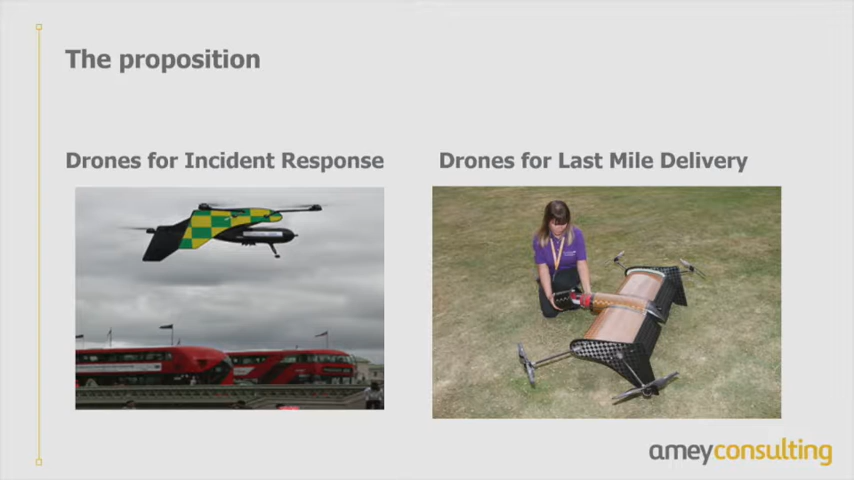 The proposition
Drones for Incident Response
Drones for Last Mile Delivery
ameyconsulting